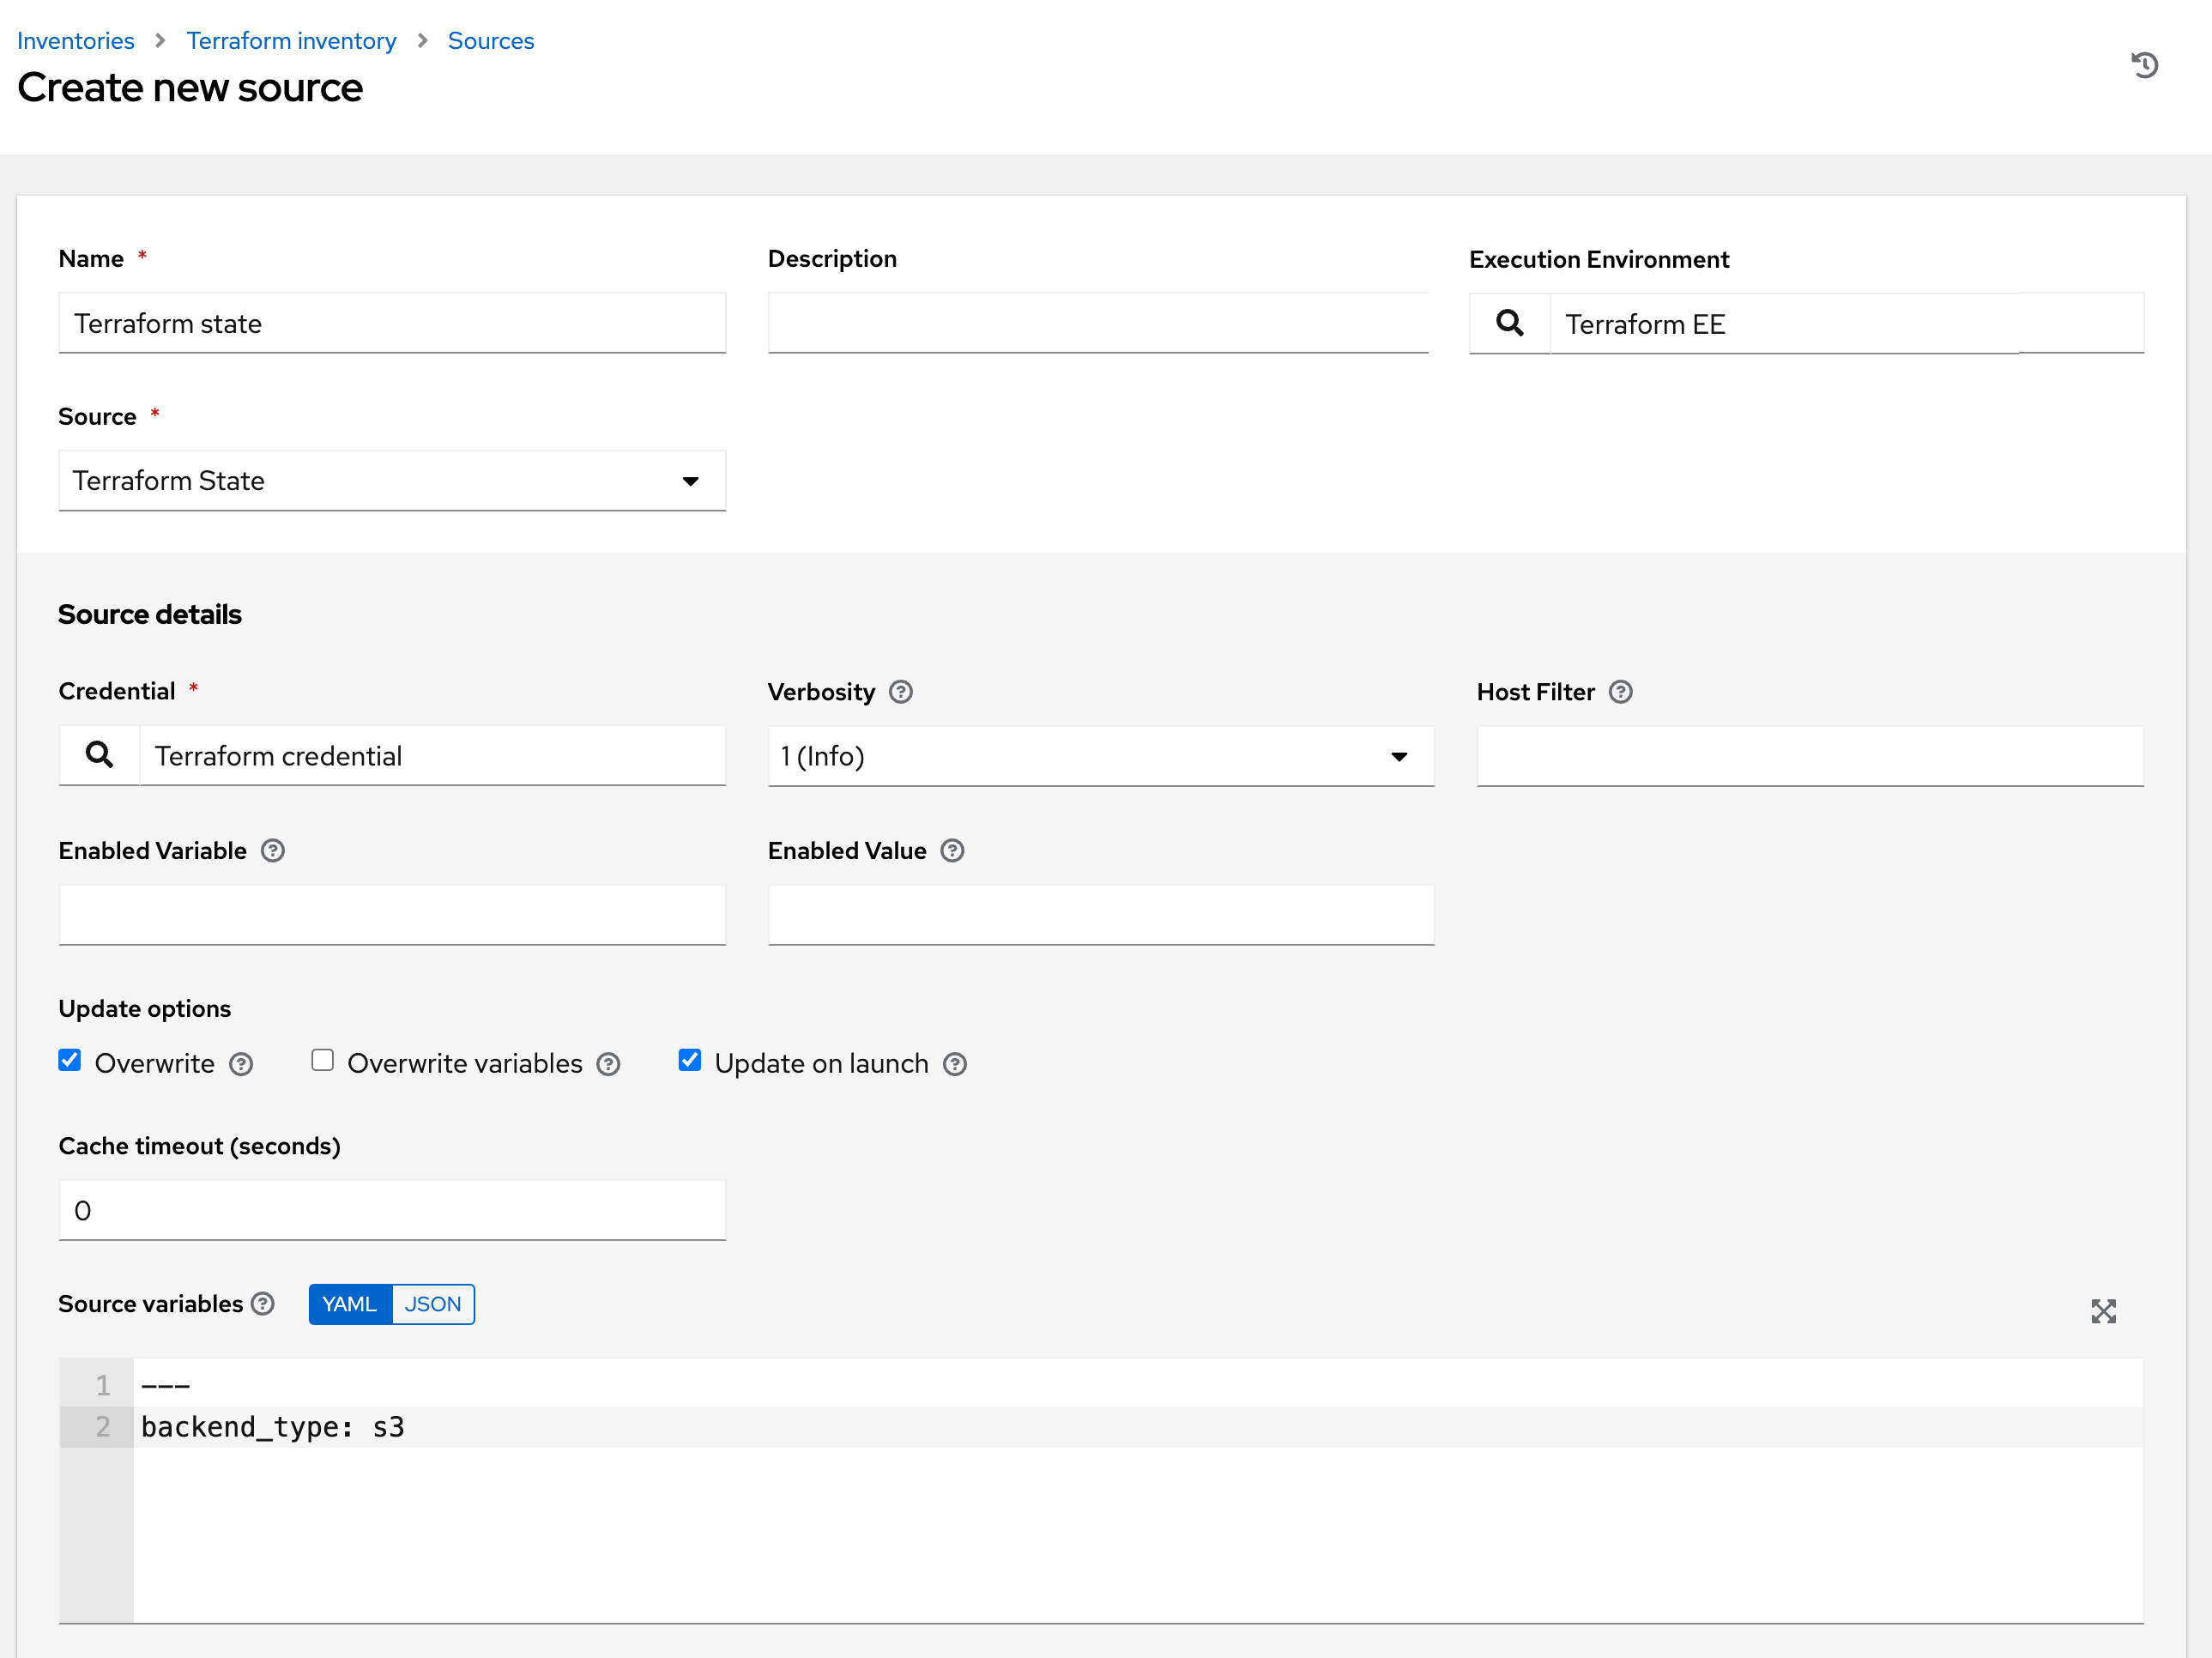 Inventories > Terraform inventory > Sources
Create new source
Name * Description Execution Environment
Terraform state Terraform EE
Source *
Terraform State
Source details
Credential * Verbosity Host Filter
Terraform credential 1 (Info)
Enabled Variable Enabled Value
Update options
Overwrite Overwrite variables Update on launch
Cache timeout (seconds)
0
Source variables YAML JSON
1 ---
2 backend_type: s3